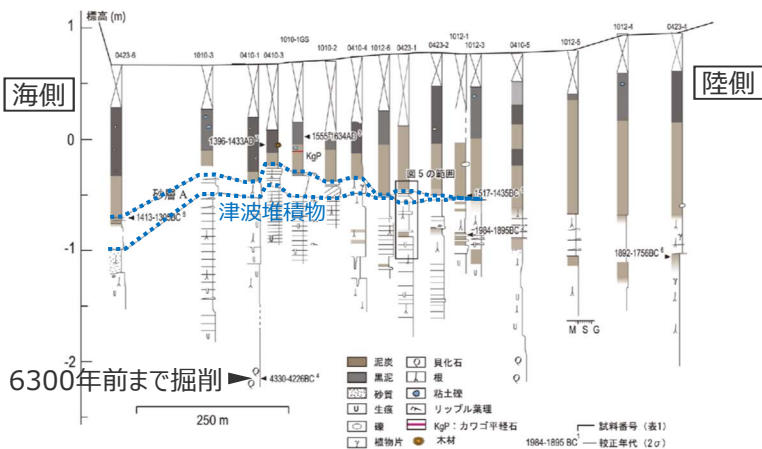 標高 (m)
1
0
-1
-2
海側
陸側
0423-6
1010-3
0410-1
1010-1GS
0410-3
1010-2
0410-4
1012-6
0423-1
0423-2
1012-1
1012-3
0410-5
1012-5
1012-4
0423-4
1396-1433AD
1555-1634AD
KgP
図5の範囲
砂層 A
津波堆積物
1517-1435BC
1984-1895BC
1892-1756BC 6
M S G
6300年前まで掘削
4330-4226BC 4
250 m
泥炭
黒泥
砂質
生痕
礫
植物片
貝化石
根
粘土礫
リップル葉理
KgP:カワゴ平軽石
木材
試料番号 (表1)
1984-1895 BC 1
較正年代 (2σ)